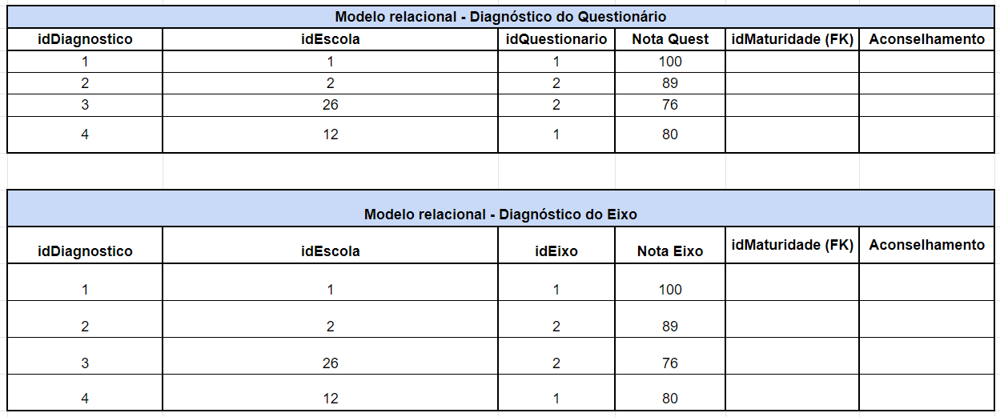 Modelo relacional - Diagnóstico do Questionário
idDiagnostico idEscola idQuestionario Nota Quest idMaturidade (FK) Aconselhamento
1 1 1 100
2 2 2 89
3 26 2 76
4 12 1 80
Modelo relacional - Diagnóstico do Eixo
idDiagnostico idEscola idEixo Nota Eixo idMaturidade (FK) Aconselhamento
1 1 1 100
2 2 2 89
3 26 2 76
4 12 1 80